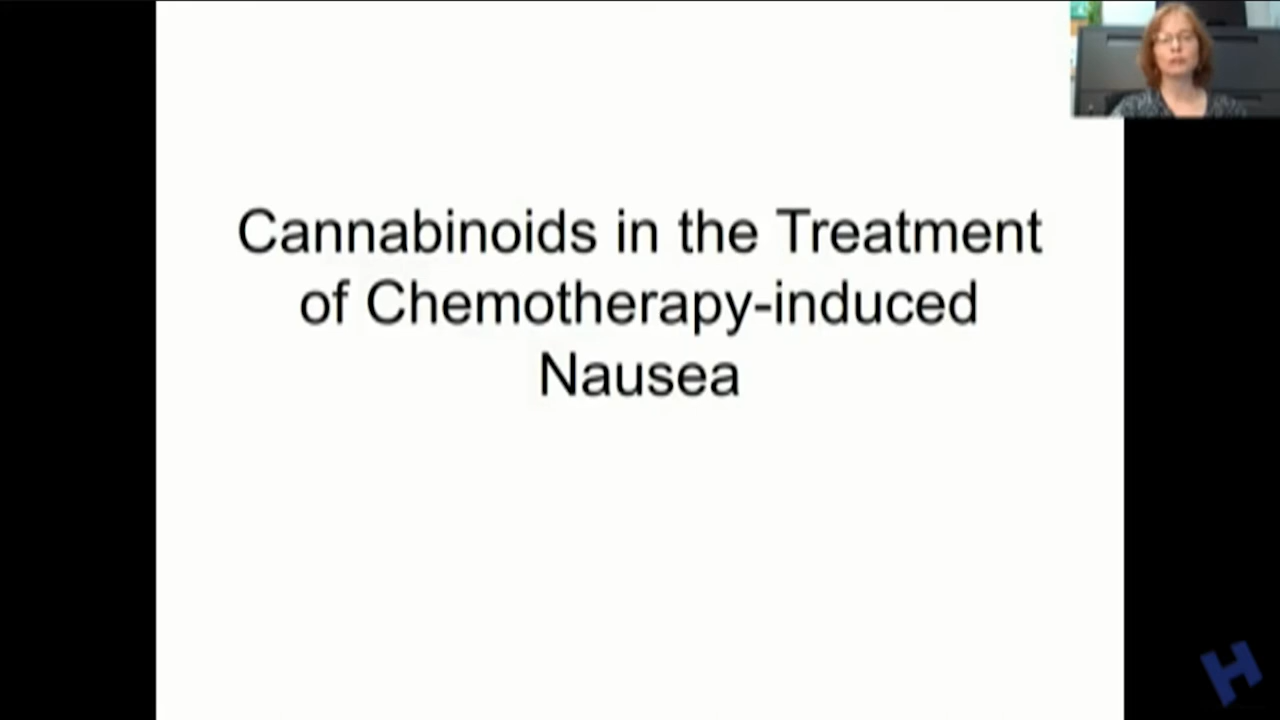 Cannabinoids in the Treatment
of Chemotherapy-induced
Nausea
H